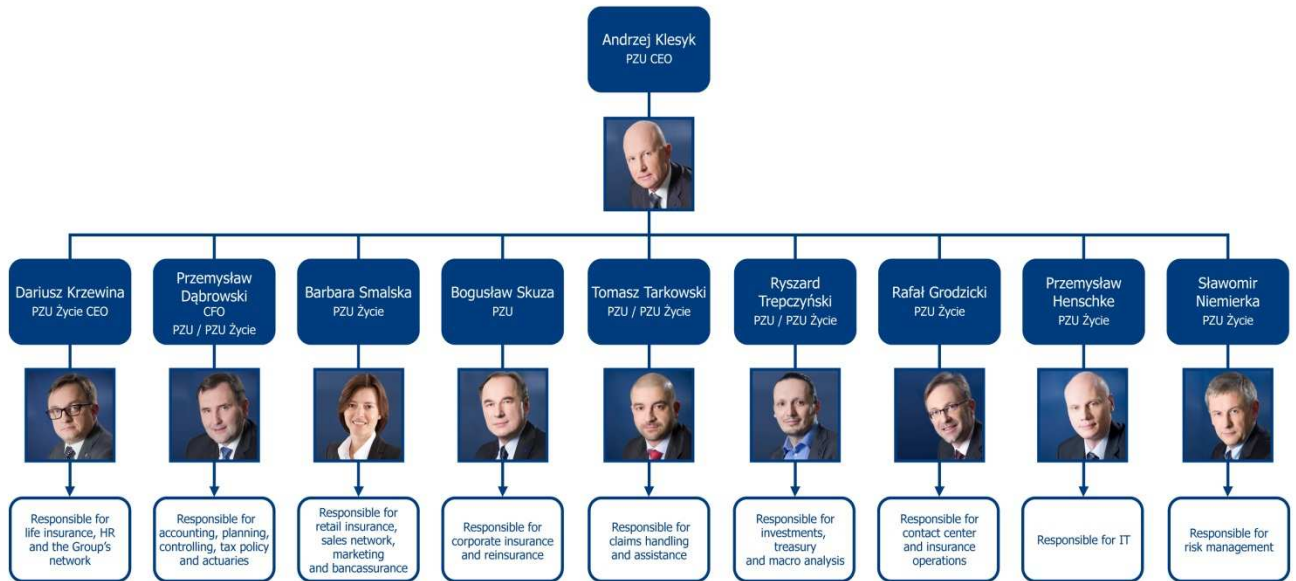 Andrzej Klesyk
PZU CEO
Dariusz Krzewina
PZU Życie CEO
Przemysław
Dąbrowski
CFO
PZU / PZU Życie
Barbara Smalska
PZU Życie
Bogusław Skuza
PZU
Tomasz Tarkowski
PZU / PZU Życie
Ryszard
Trepczyński
PZU / PZU Życie
Rafał Grodzicki
PZU Życie
Przemysław
Henschke
PZU Życie
Sławomir
Niemierka
PZU Życie
Responsible for
life insurance, HR
and the Group's
network
Responsible for
accounting, planning,
controlling, tax policy
and actuaries
Responsible for
retail insurance,
sales network,
marketing
and bancassurance
Responsible for
corporate insurance
and reinsurance
Responsible for
claims handling
and assistance
Responsible for
investments,
treasury
and macro analysis
Responsible for
contact center
and insurance
operations
Responsible for IT
Responsible for
risk management